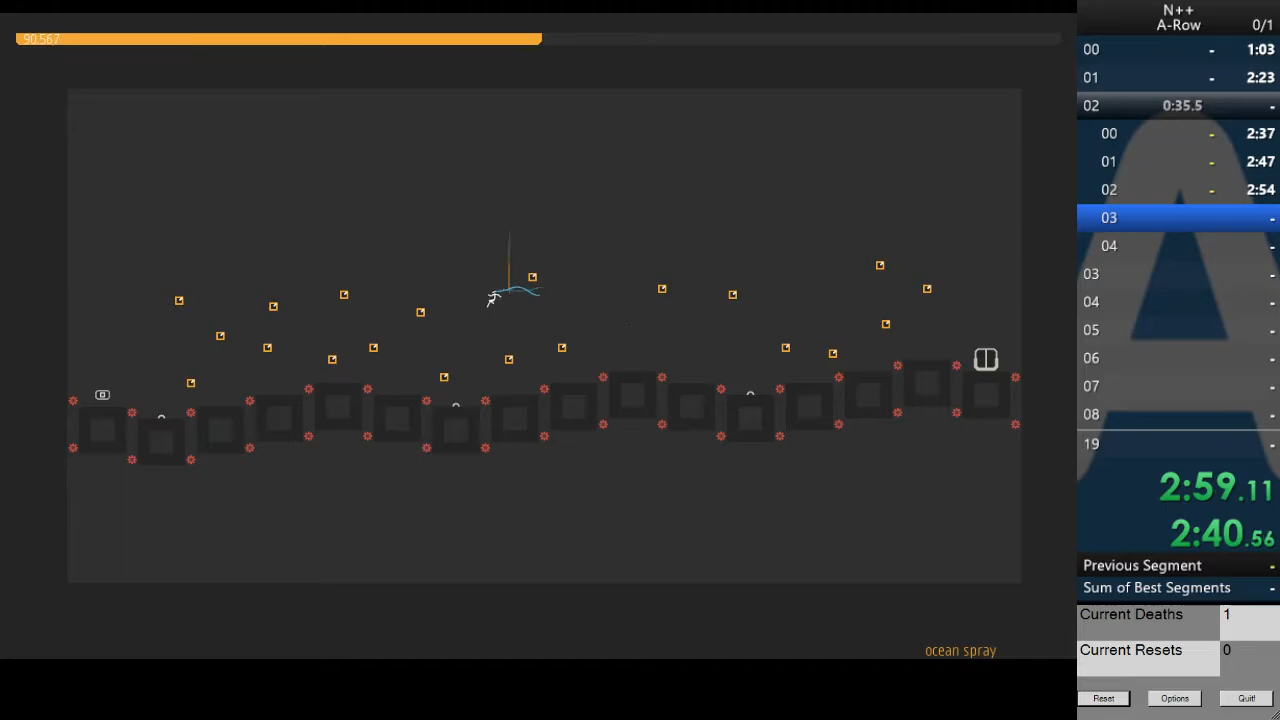 90.567
N++
A-Row 0/1
00 - 1:03
01 - 2:23
02 0:35.5 -
00 - 2:37
01 - 2:47
02 - 2:54
03 -
04 -
03 -
04 -
05 -
06 -
07 -
08 -
19 -
2:59.11
2:40.56
Previous Segment -
Sum of Best Segments -
Current Deaths 1
Current Resets 0
Reset Options Quit!
ocean spray